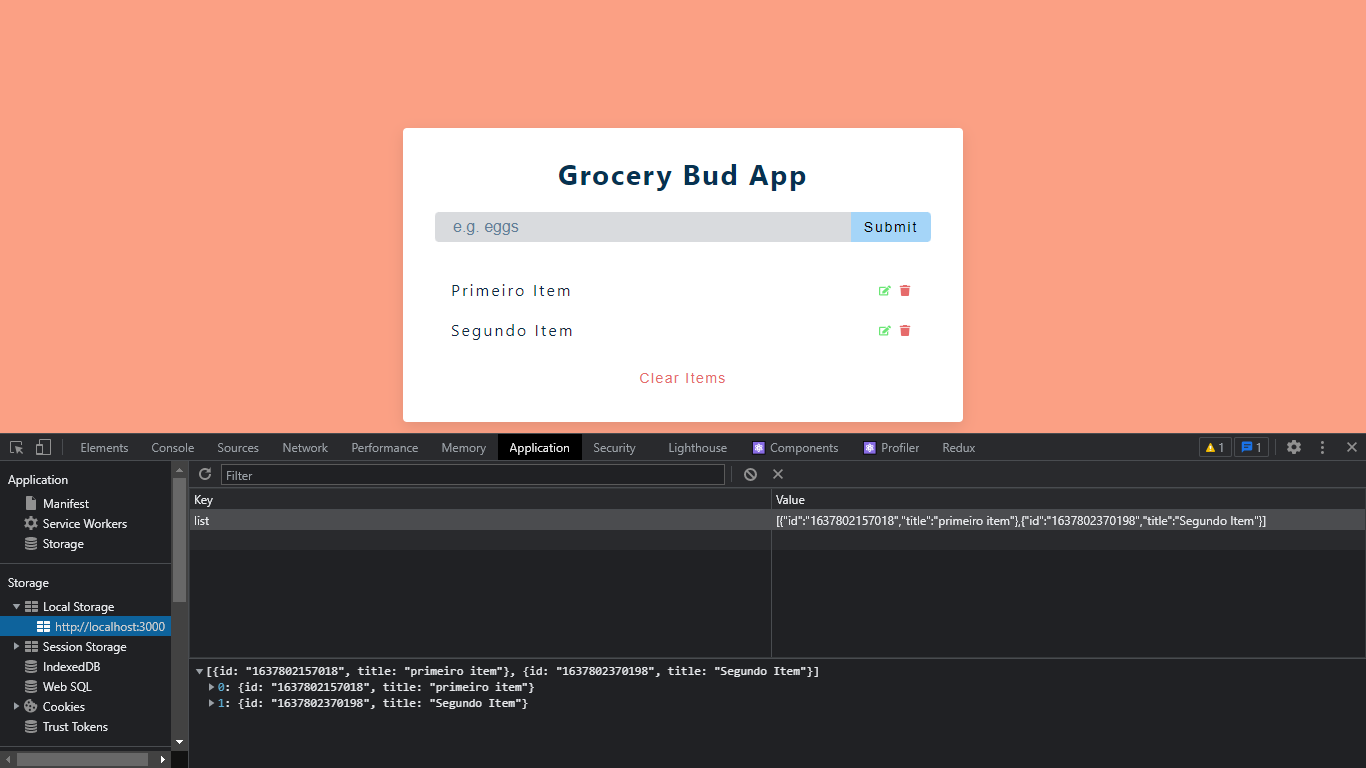 Grocery Bud App
e.g. eggs Submit
Primeiro Item
Segundo Item
Clear Items
Elements Console Sources Network Performance Memory Application Security Lighthouse Components Profiler Redux 1 1
Application
Manifest
Service Workers
Storage
Storage
Local Storage
http://localhost:3000
Session Storage
IndexedDB
Web SQL
Cookies
Trust Tokens
Filter
Key Value
list [{"id":"1637802157018","title":"primeiro item"},{"id":"1637802370198","title":"Segundo Item"}]
[{id: "1637802157018", title: "primeiro item"}, {id: "1637802370198", title: "Segundo Item"}]
0: {id: "1637802157018", title: "primeiro item"}
1: {id: "1637802370198", title: "Segundo Item"}